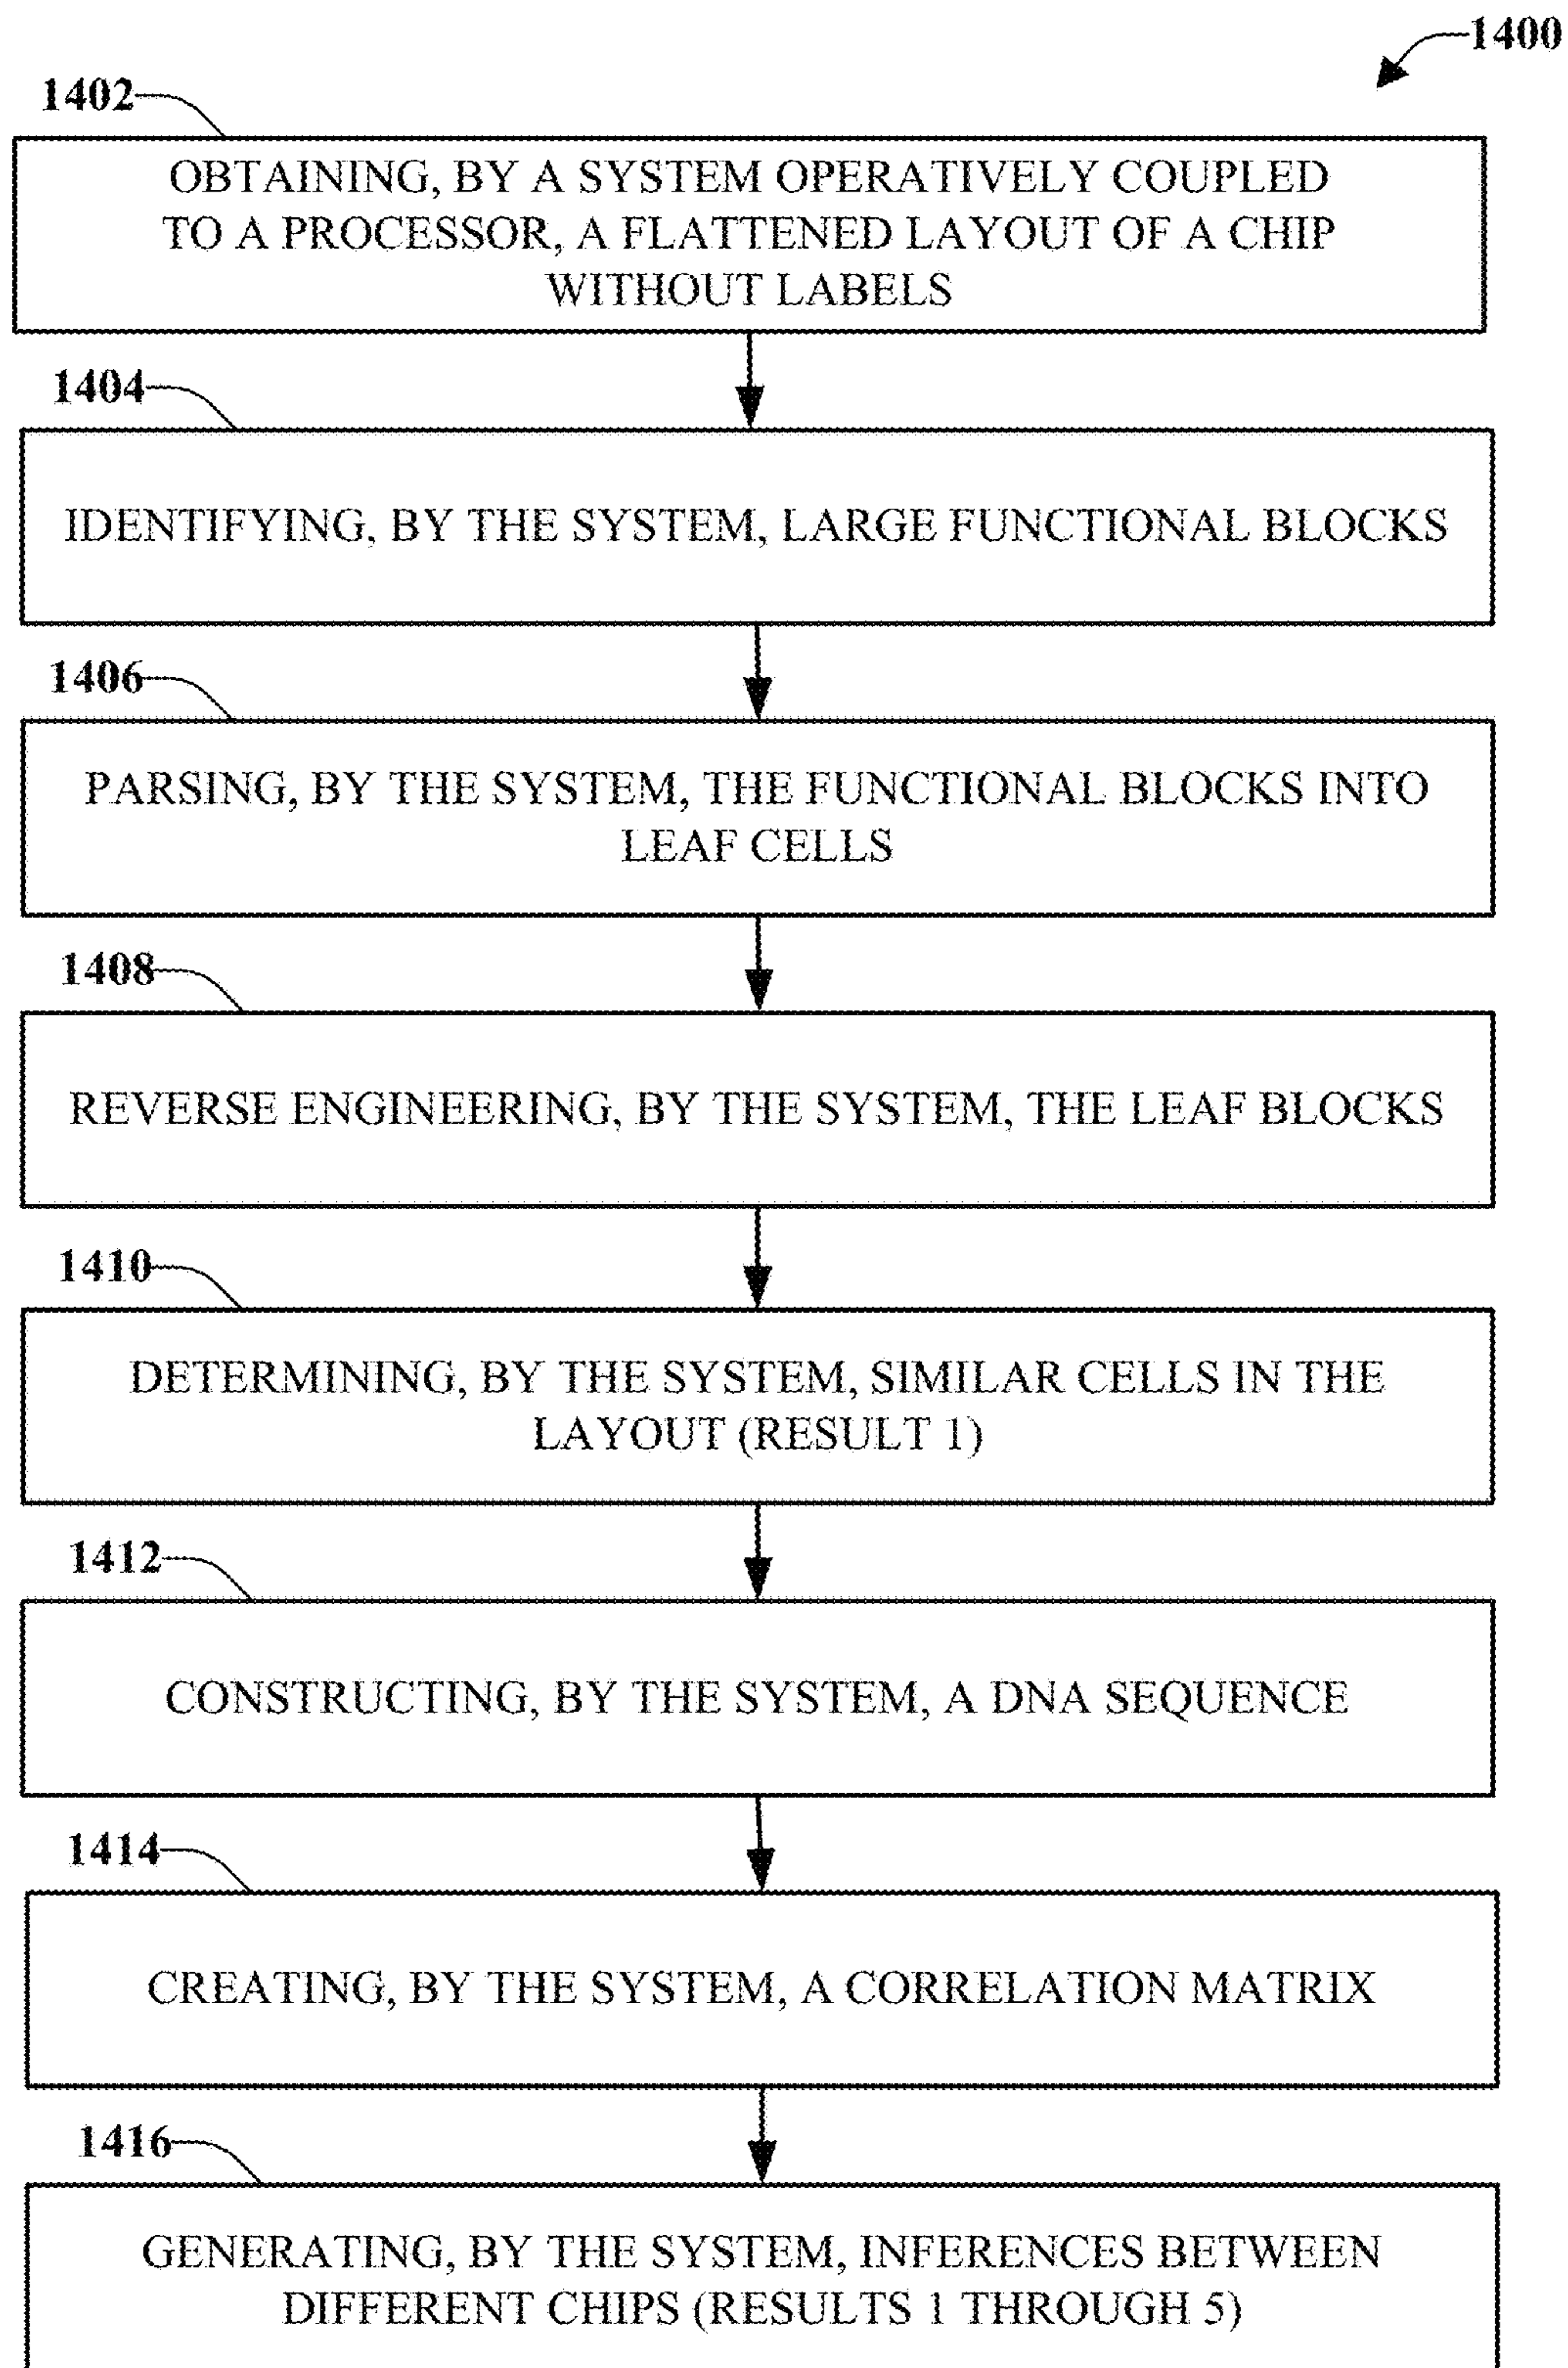 1400
1402
OBTAINING, BY A SYSTEM OPERATIVELY COUPLED
TO A PROCESSOR, A FLATTENED LAYOUT OF A CHIP
WITHOUT LABELS
1404
IDENTIFYING, BY THE SYSTEM, LARGE FUNCTIONAL BLOCKS
1406
PARSING, BY THE SYSTEM, THE FUNCTIONAL BLOCKS INTO
LEAF CELLS
1408
REVERSE ENGINEERING, BY THE SYSTEM, THE LEAF BLOCKS
1410
DETERMINING, BY THE SYSTEM, SIMILAR CELLS IN THE
LAYOUT (RESULT 1)
1412
CONSTRUCTING, BY THE SYSTEM, A DNA SEQUENCE
1414
CREATING, BY THE SYSTEM, A CORRELATION MATRIX
1416
GENERATING, BY THE SYSTEM, INFERENCES BETWEEN
DIFFERENT CHIPS (RESULTS 1 THROUGH 5)